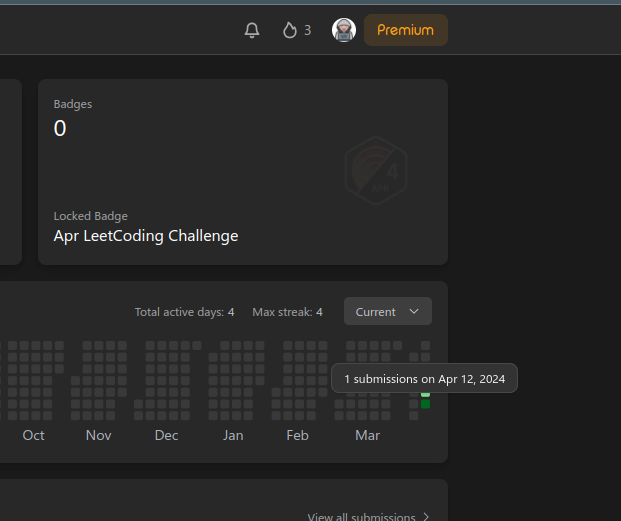 3
Premium
Badges
0
4
APR
Locked Badge
Apr LeetCoding Challenge
Total active days: 4 Max streak: 4 Current
1 submissions on Apr 12, 2024
Oct Nov Dec Jan Feb Mar
View all submissions